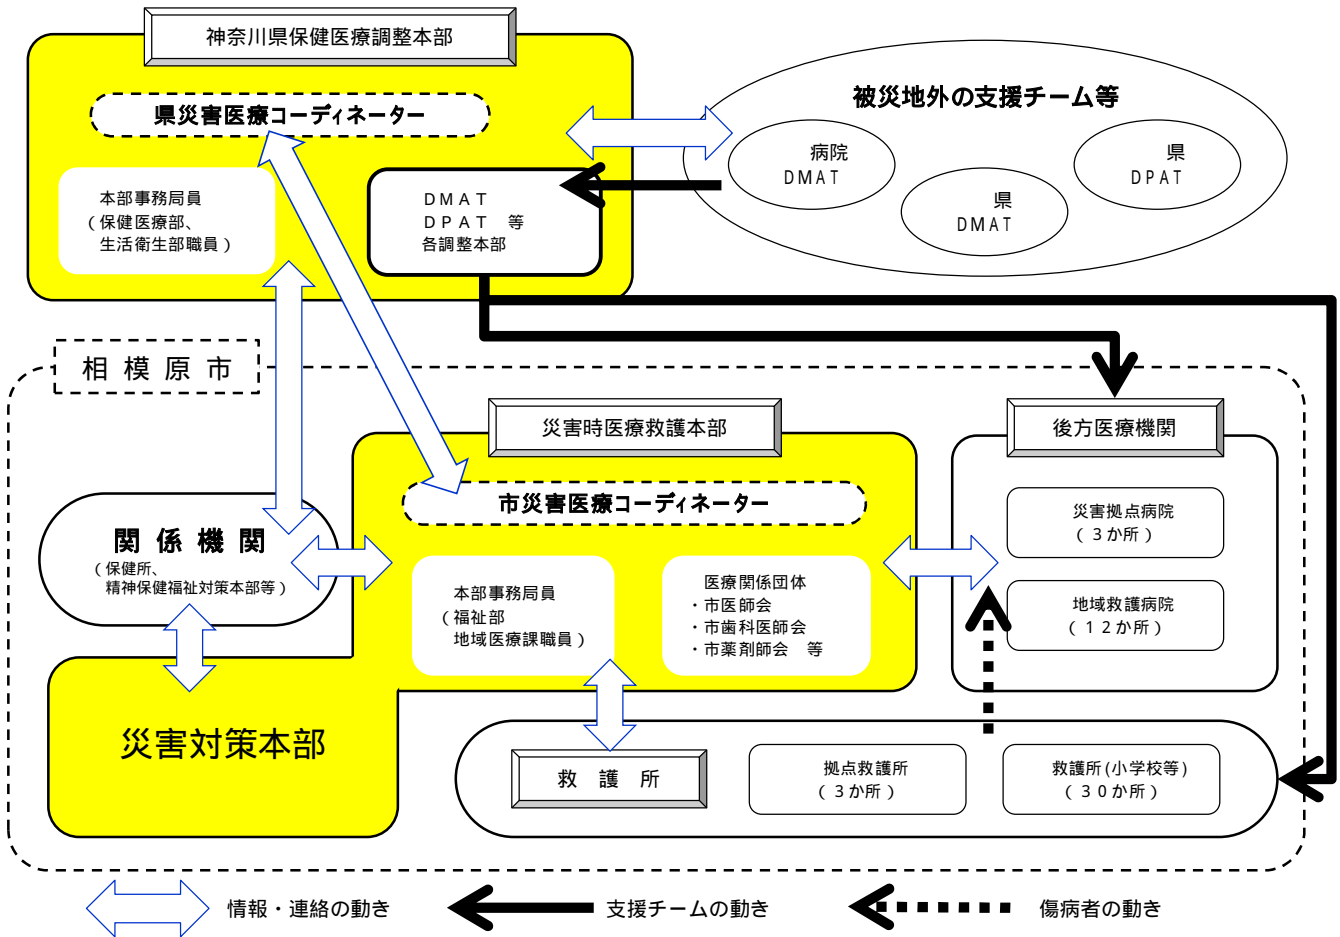 神奈川県保健医療調整本部
県災害医療コーディネーター
本部事務局員
（保健医療部、
生活衛生部職員）
DMAT
DPAT 等
各調整本部
被災地外の支援チーム等
病院
DMAT
県
DMAT
県
DPAT
相模原市
災害時医療救護本部
市災害医療コーディネーター
本部事務局員
（福祉部
地域医療課職員）
医療関係団体
・市医師会
・市歯科医師会
・市薬剤師会 等
関係機関
（保健所、
精神保健福祉対策本部等）
災害対策本部
後方医療機関
災害拠点病院
（３か所）
地域救護病院
（１２か所）
救護所
拠点救護所
（３か所）
救護所(小学校等)
（３０か所）
情報・連絡の動き
支援チームの動き
傷病者の動き